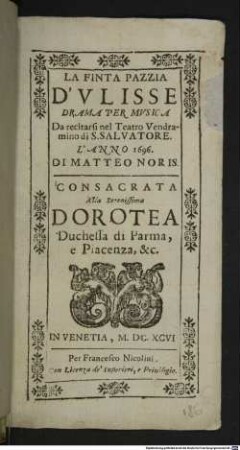 LA FINTA PAZZIA
D'VLISSE
DRAMA PER MVSICA
Da recitarsi nel Teatro Vendra-
mino di S. SALVATORE.
L'ANNO 1696.
DI MATTEO NORIS.
CONSACRATA
Alla Serenissima
DOROTEA
Duchessa di Parma,
e Piacenza, &c.
IN VENETIA, M. DC. XCVI
Per Francesco Nicolini.
Con Licenza de' Superiori, e Privilegio.